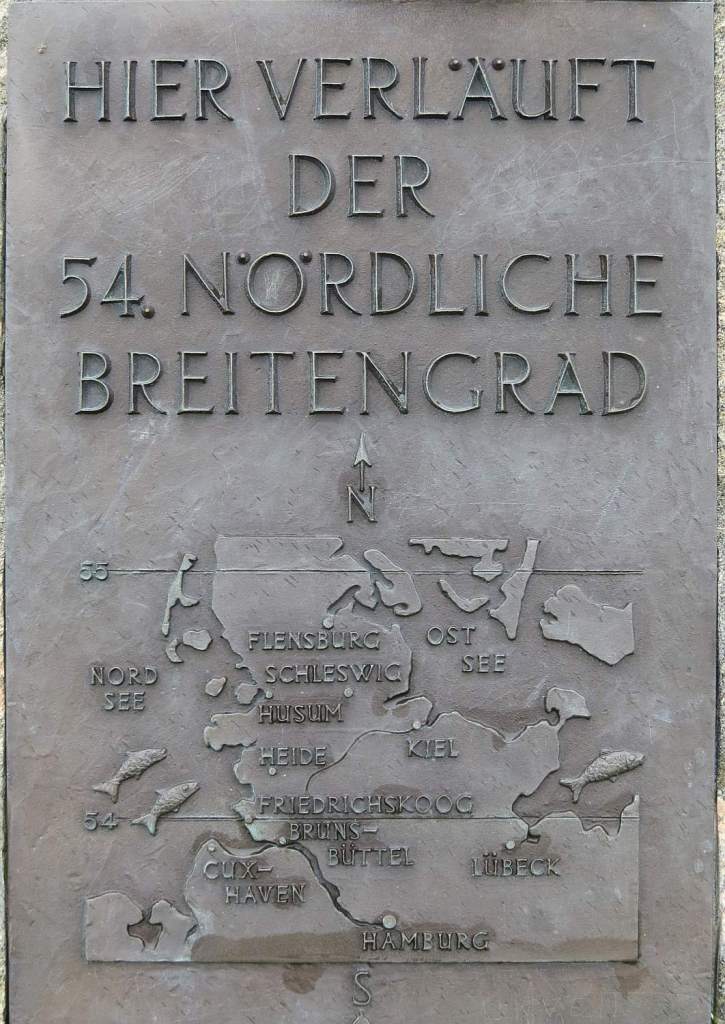 HIER VERLÄUFT
DER
54. NÖRDLICHE
BREITENGRAD
N
55
FLENSBURG
OST
SEE
SCHLESWIG
NORD
SEE
HUSUM
KIEL
HEIDE
FRIEDRICHSKOOG
54
BRUNS-
BÜTTEL
LÜBECK
CUX-
HAVEN
HAMBURG
S